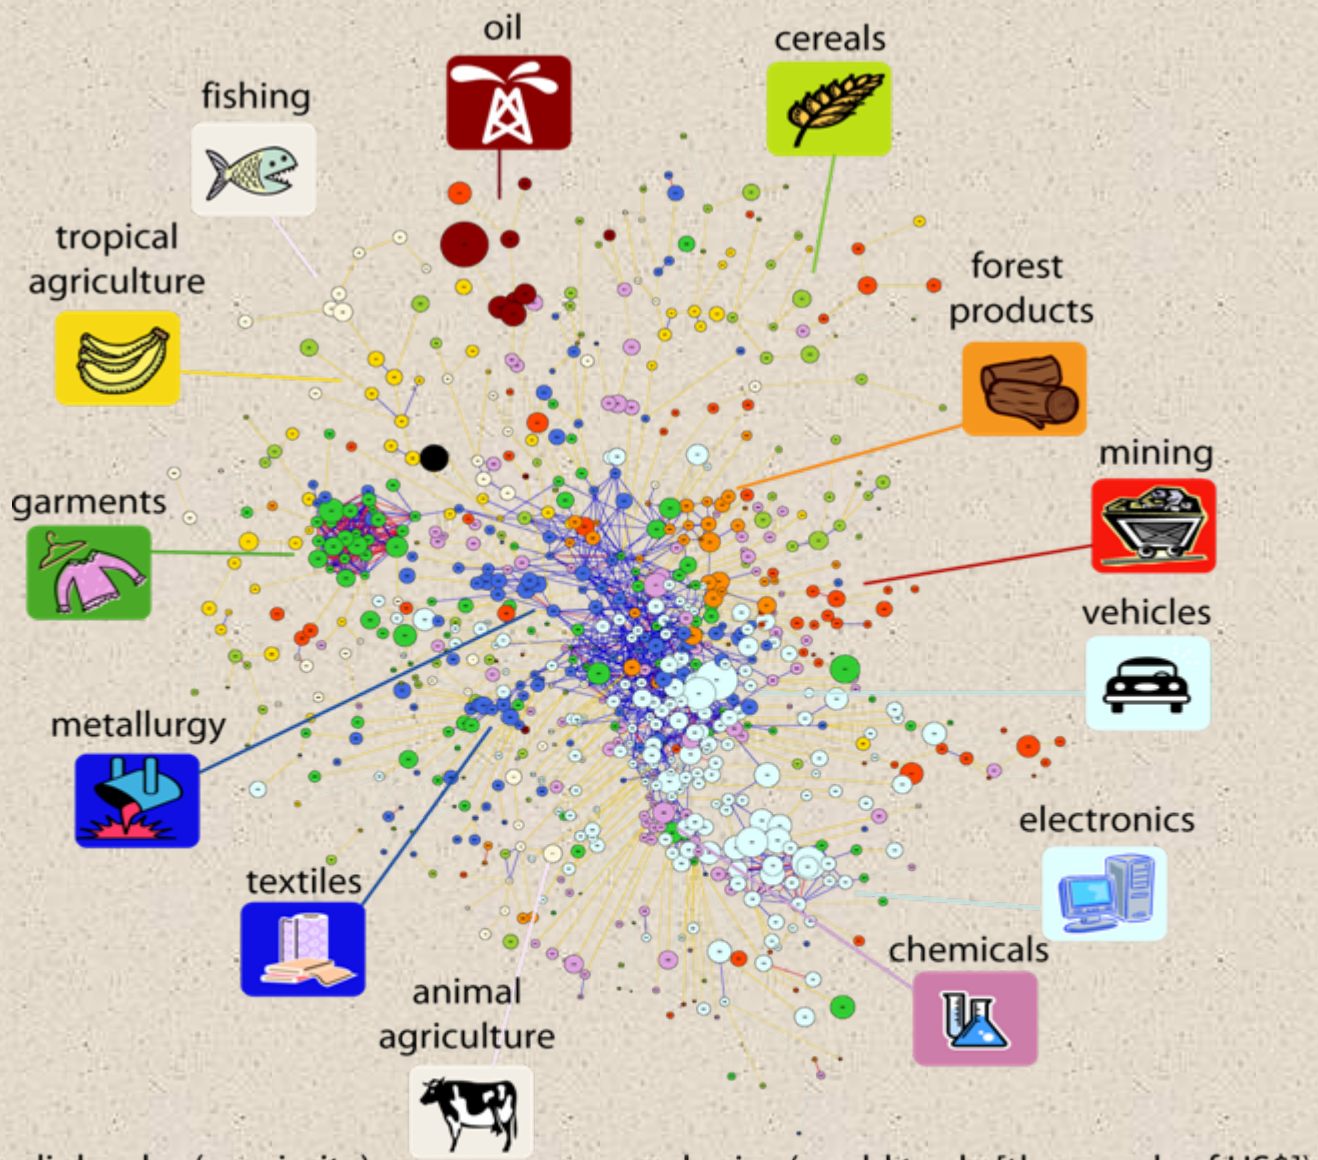 oil
cereals
fishing
tropical
agriculture
forest
products
mining
garments
vehicles
metallurgy
electronics
textiles
chemicals
animal
agriculture